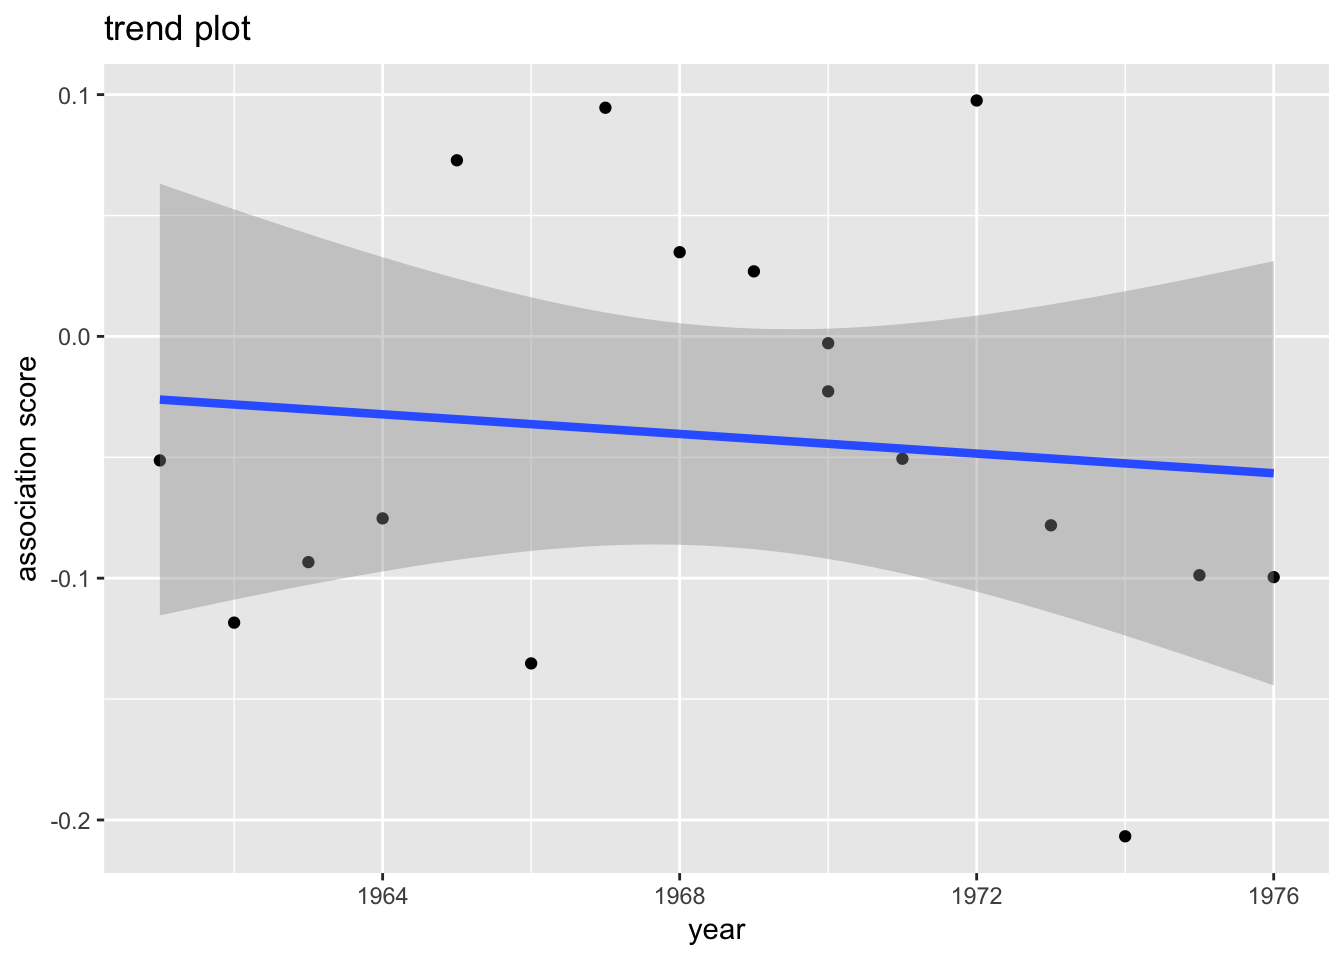 trend plot
0.1
0.0
-0.1
-0.2
association score
1964 1968 1972 1976
year